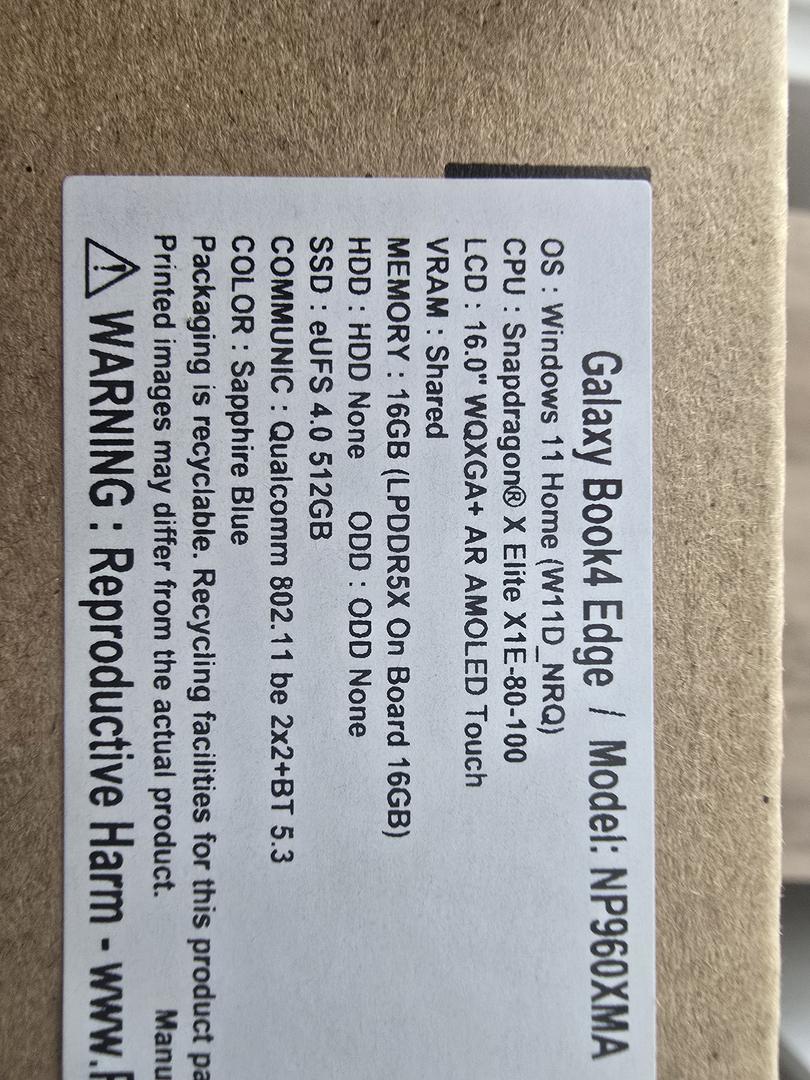 Galaxy Book4 Edge / Model: NP960XMA
OS : Windows 11 Home (W11D_NRQ)
CPU : Snapdragon® X Elite X1E-80-100
LCD : 16.0" WQXGA+ AR AMOLED Touch
VRAM : Shared
MEMORY : 16GB (LPDDR5X On Board 16GB)
HDD : HDD None ODD : ODD None
SSD : eUFS 4.0 512GB
COMMUNIC : Qualcomm 802.11 be 2x2+BT 5.3
COLOR : Sapphire Blue
Packaging is recyclable. Recycling facilities for this product pa
Printed images may differ from the actual product. Manu
⚠ WARNING : Reproductive Harm - www.